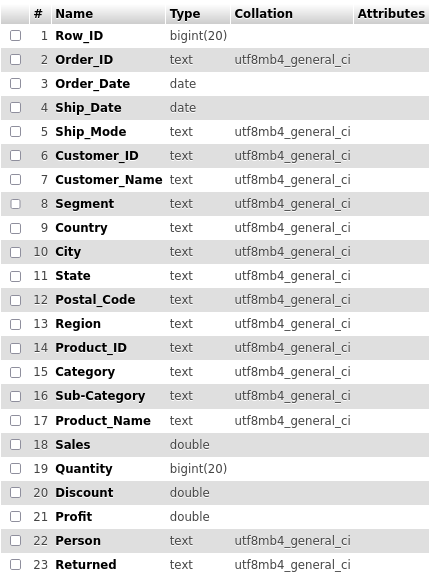 # Name Type Collation Attributes
1 Row_ID bigint(20)
2 Order_ID text utf8mb4_general_ci
3 Order_Date date
4 Ship_Date date
5 Ship_Mode text utf8mb4_general_ci
6 Customer_ID text utf8mb4_general_ci
7 Customer_Name text utf8mb4_general_ci
8 Segment text utf8mb4_general_ci
9 Country text utf8mb4_general_ci
10 City text utf8mb4_general_ci
11 State text utf8mb4_general_ci
12 Postal_Code text utf8mb4_general_ci
13 Region text utf8mb4_general_ci
14 Product_ID text utf8mb4_general_ci
15 Category text utf8mb4_general_ci
16 Sub-Category text utf8mb4_general_ci
17 Product_Name text utf8mb4_general_ci
18 Sales double
19 Quantity bigint(20)
20 Discount double
21 Profit double
22 Person text utf8mb4_general_ci
23 Returned text utf8mb4_general_ci